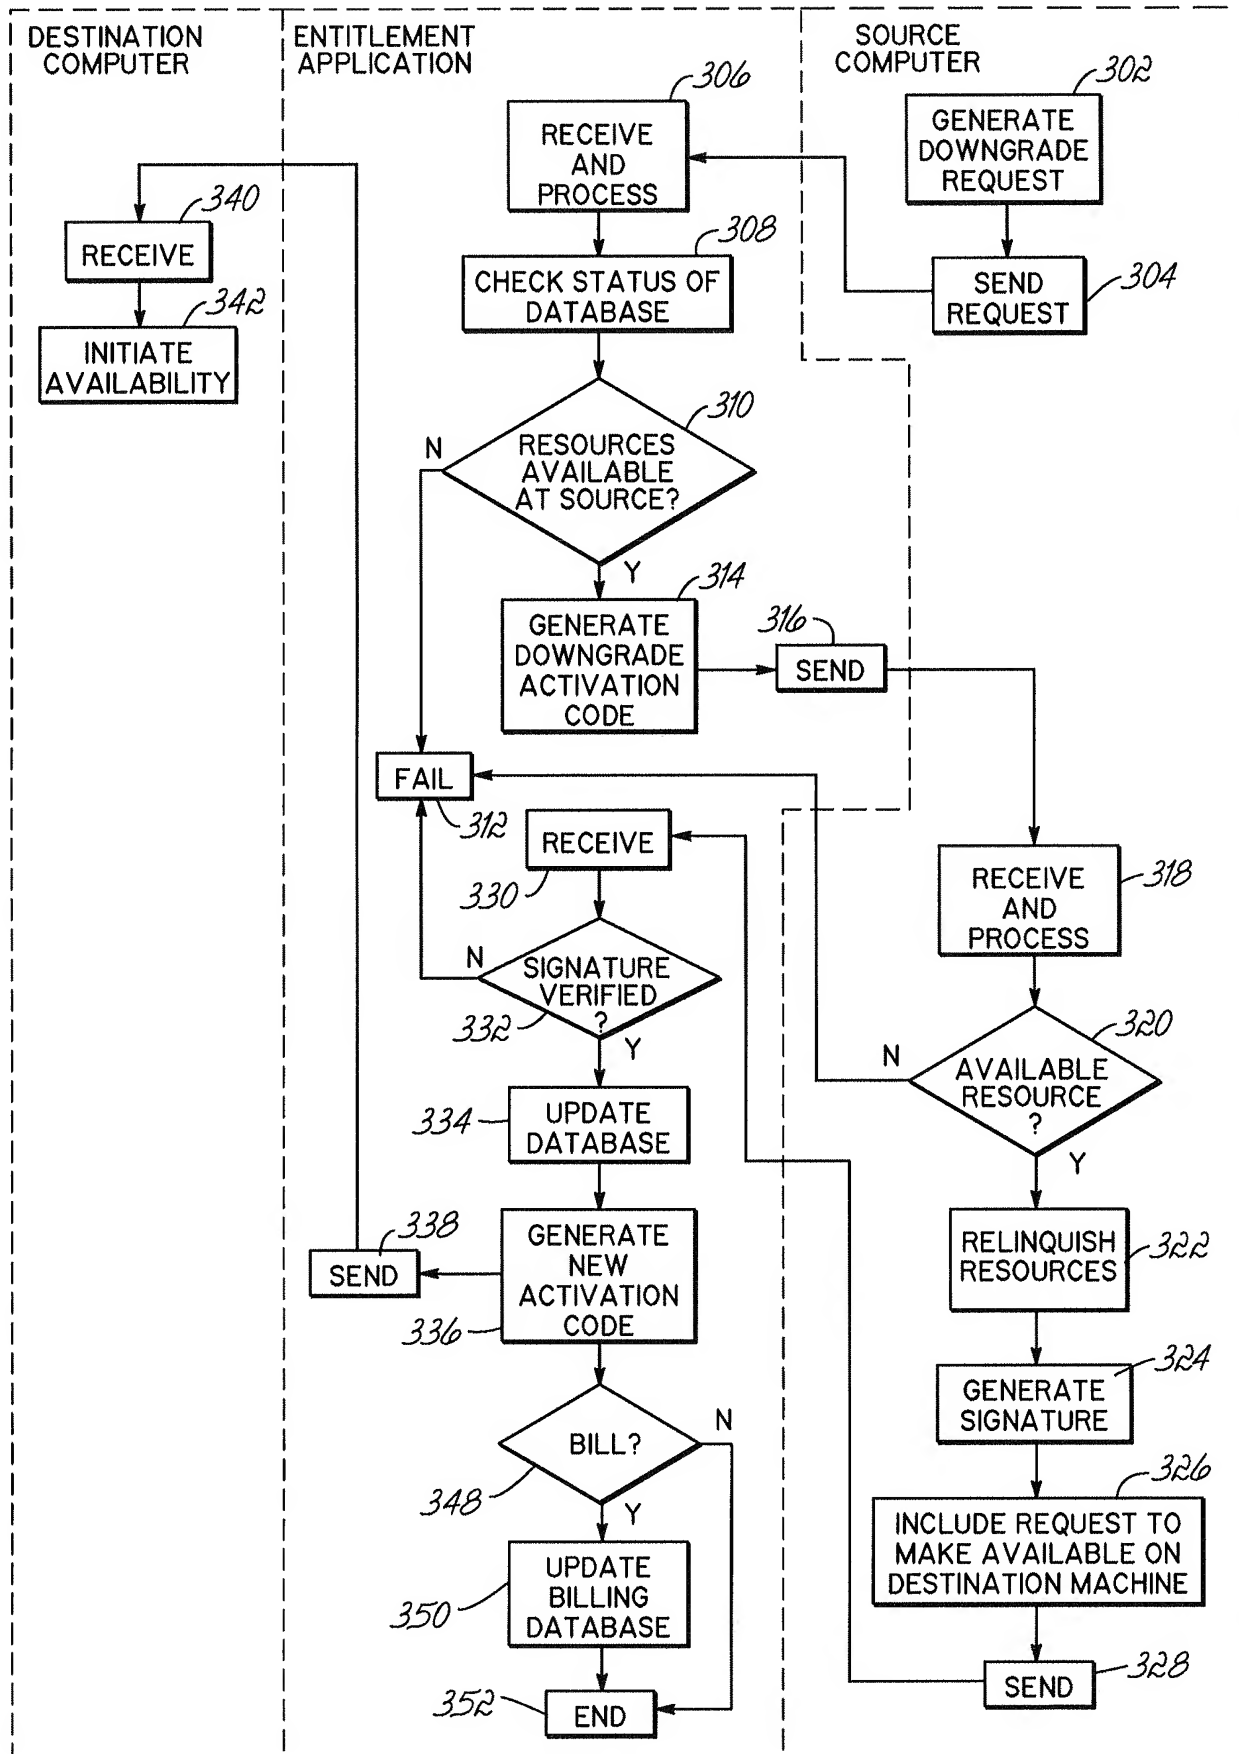 DESTINATION
COMPUTER
340
RECEIVE
342
INITIATE
AVAILABILITY
ENTITLEMENT
APPLICATION
306
RECEIVE
AND
PROCESS
308
CHECK STATUS OF
DATABASE
310
RESOURCES
AVAILABLE
AT SOURCE?
N
Y
314
GENERATE
DOWNGRADE
ACTIVATION
CODE
316
SEND
FAIL
312
RECEIVE
330
SIGNATURE
VERIFIED
?
332
N
Y
334
UPDATE
DATABASE
GENERATE
NEW
ACTIVATION
CODE
336
338
SEND
BILL?
348
N
Y
UPDATE
BILLING
DATABASE
350
352
END
SOURCE
COMPUTER
302
GENERATE
DOWNGRADE
REQUEST
SEND
REQUEST
304
RECEIVE
AND
PROCESS
318
320
AVAILABLE
RESOURCE
?
N
Y
RELINQUISH
RESOURCES
322
324
GENERATE
SIGNATURE
326
INCLUDE REQUEST TO
MAKE AVAILABLE ON
DESTINATION MACHINE
SEND
328